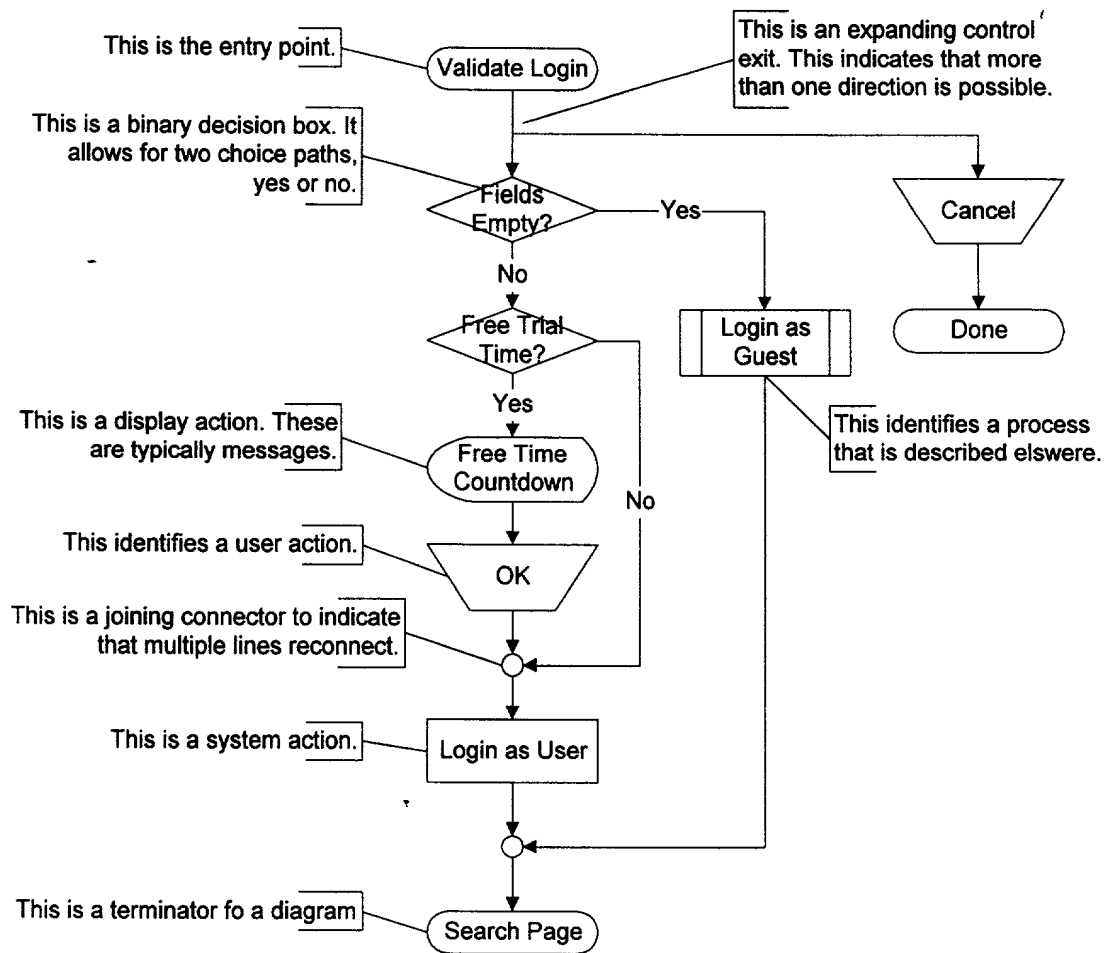 This is the entry point.
Validate Login
This is an expanding control
exit. This indicates that more
than one direction is possible.
This is a binary decision box. It
allows for two choice paths,
yes or no.
Fields
Empty?
Yes
Cancel
No
Free Trial
Time?
Login as
Guest
Done
Yes
This is a display action. These
are typically messages.
Free Time
Countdown
This identifies a process
that is described elswere.
No
This identifies a user action.
OK
This is a joining connector to indicate
that multiple lines reconnect.
This is a system action.
Login as User
This is a terminator fo a diagram
Search Page